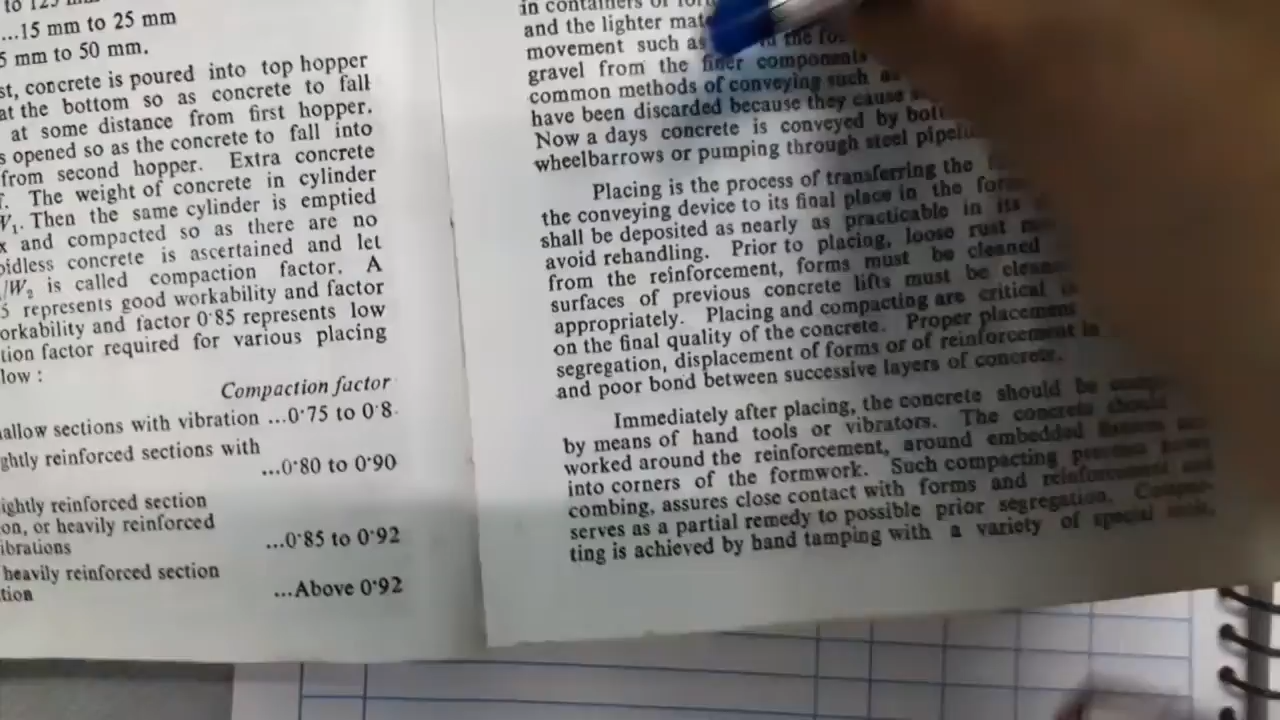 to 125 mm
...15 mm to 25 mm
5 mm to 50 mm.
st, concrete is poured into top hopper
at the bottom so as concrete to fall
at some distance from first hopper.
s opened so as the concrete to fall into
from second hopper. Extra concrete
f. The weight of concrete in cylinder
W₁. Then the same cylinder is emptied
x and compacted so as there are no
oidless concrete is ascertained and let
/W₂ is called compaction factor. A
5 represents good workability and factor
orkability and factor 0·85 represents low
tion factor required for various placing
low :
Compaction factor
allow sections with vibration ...0·75 to 0·8
ghtly reinforced sections with
...0·80 to 0·90
ightly reinforced section
on, or heavily reinforced
ibrations ...0·85 to 0·92
heavily reinforced section
tion ...Above 0·92
in containers of
and the lighter mat
movement such as
gravel from the finer components
common methods of conveying such
have been discarded because they cause
Now a days concrete is conveyed by
wheelbarrows or pumping through steel
Placing is the process of transferring the
the conveying device to its final place in the
shall be deposited as nearly as practicable in its
avoid rehandling. Prior to placing, loose rust
from the reinforcement, forms must be cleaned
surfaces of previous concrete lifts must be
appropriately. Placing and compacting are critical
on the final quality of the concrete. Proper placement
segregation, displacement of forms or of reinforcement
and poor bond between successive layers of concrete.
Immediately after placing, the concrete should be
by means of hand tools or vibrators. The concrete should
worked around the reinforcement, around embedded
into corners of the formwork. Such compacting
combing, assures close contact with forms and reinforcement
serves as a partial remedy to possible prior segregation.
ting is achieved by hand tamping with a variety of special